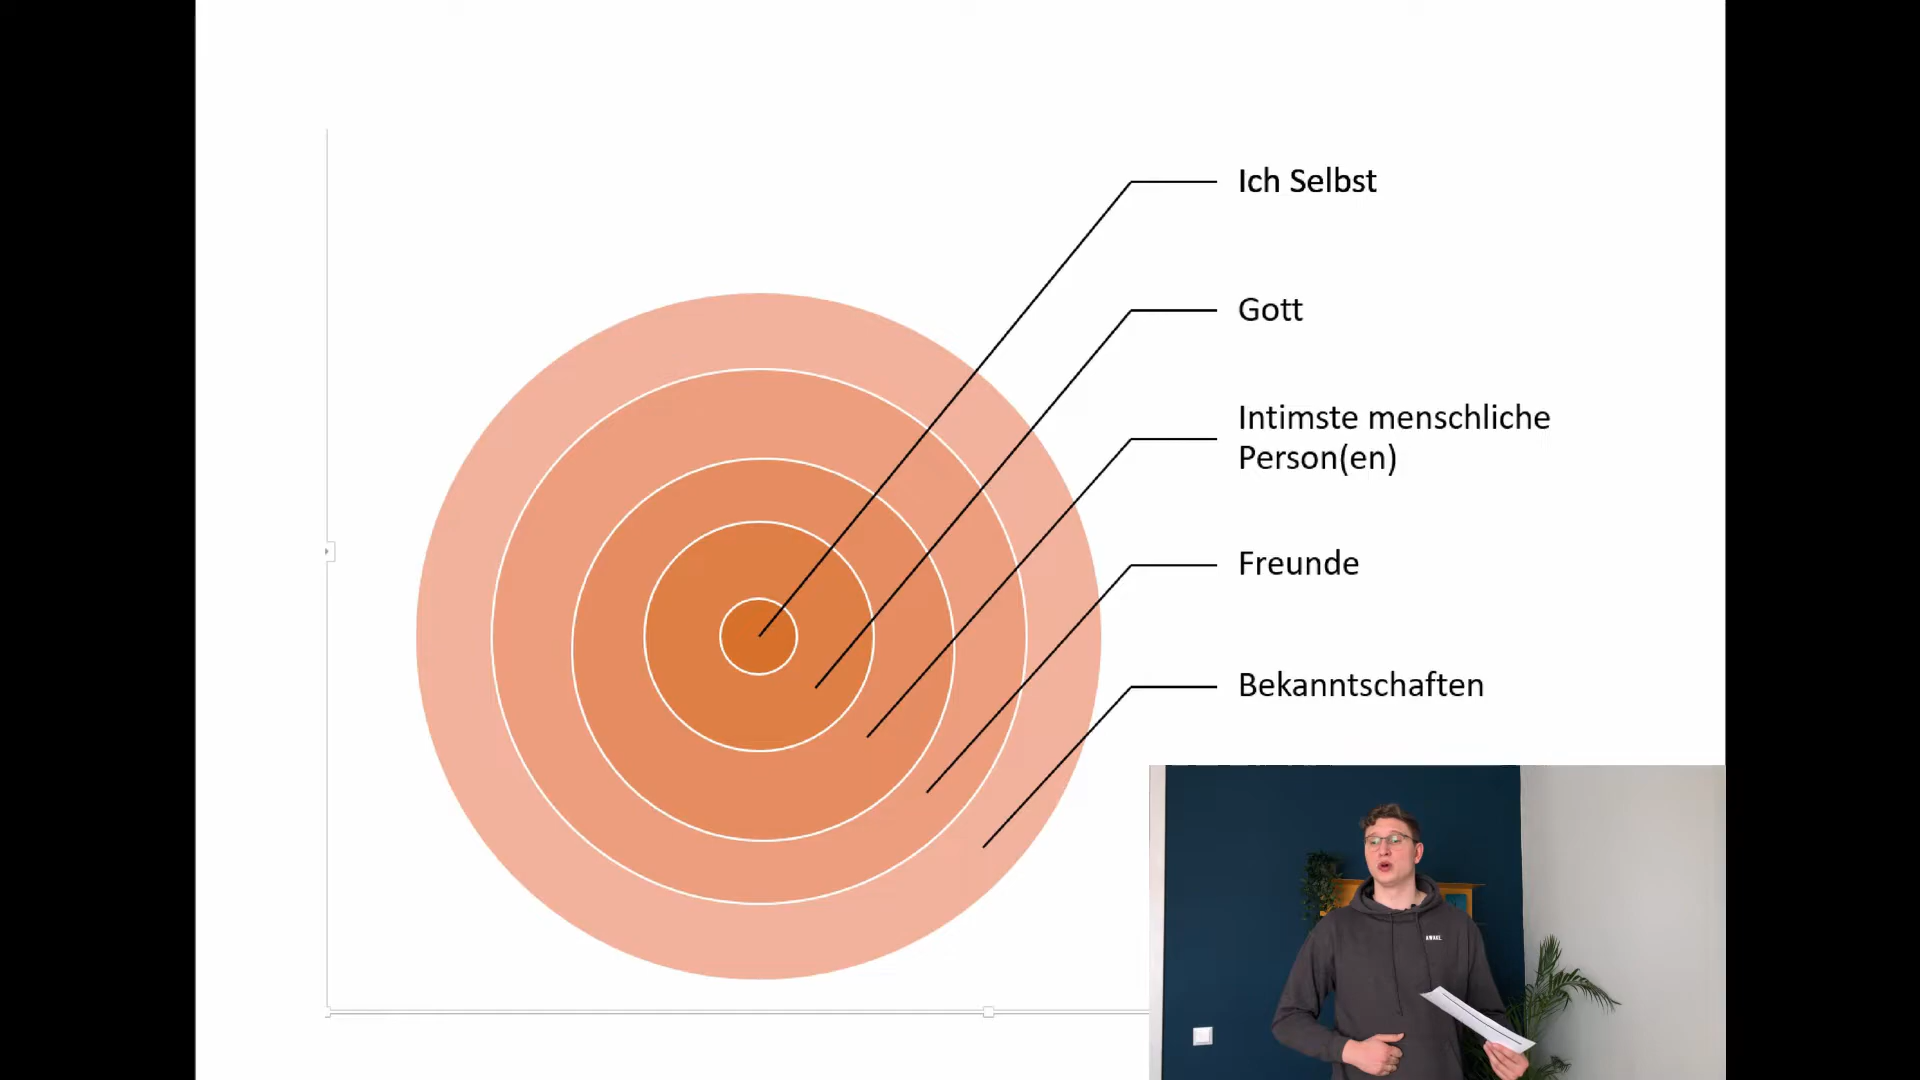 Ich Selbst
Gott
Intimste menschliche
Person(en)
Freunde
Bekanntschaften